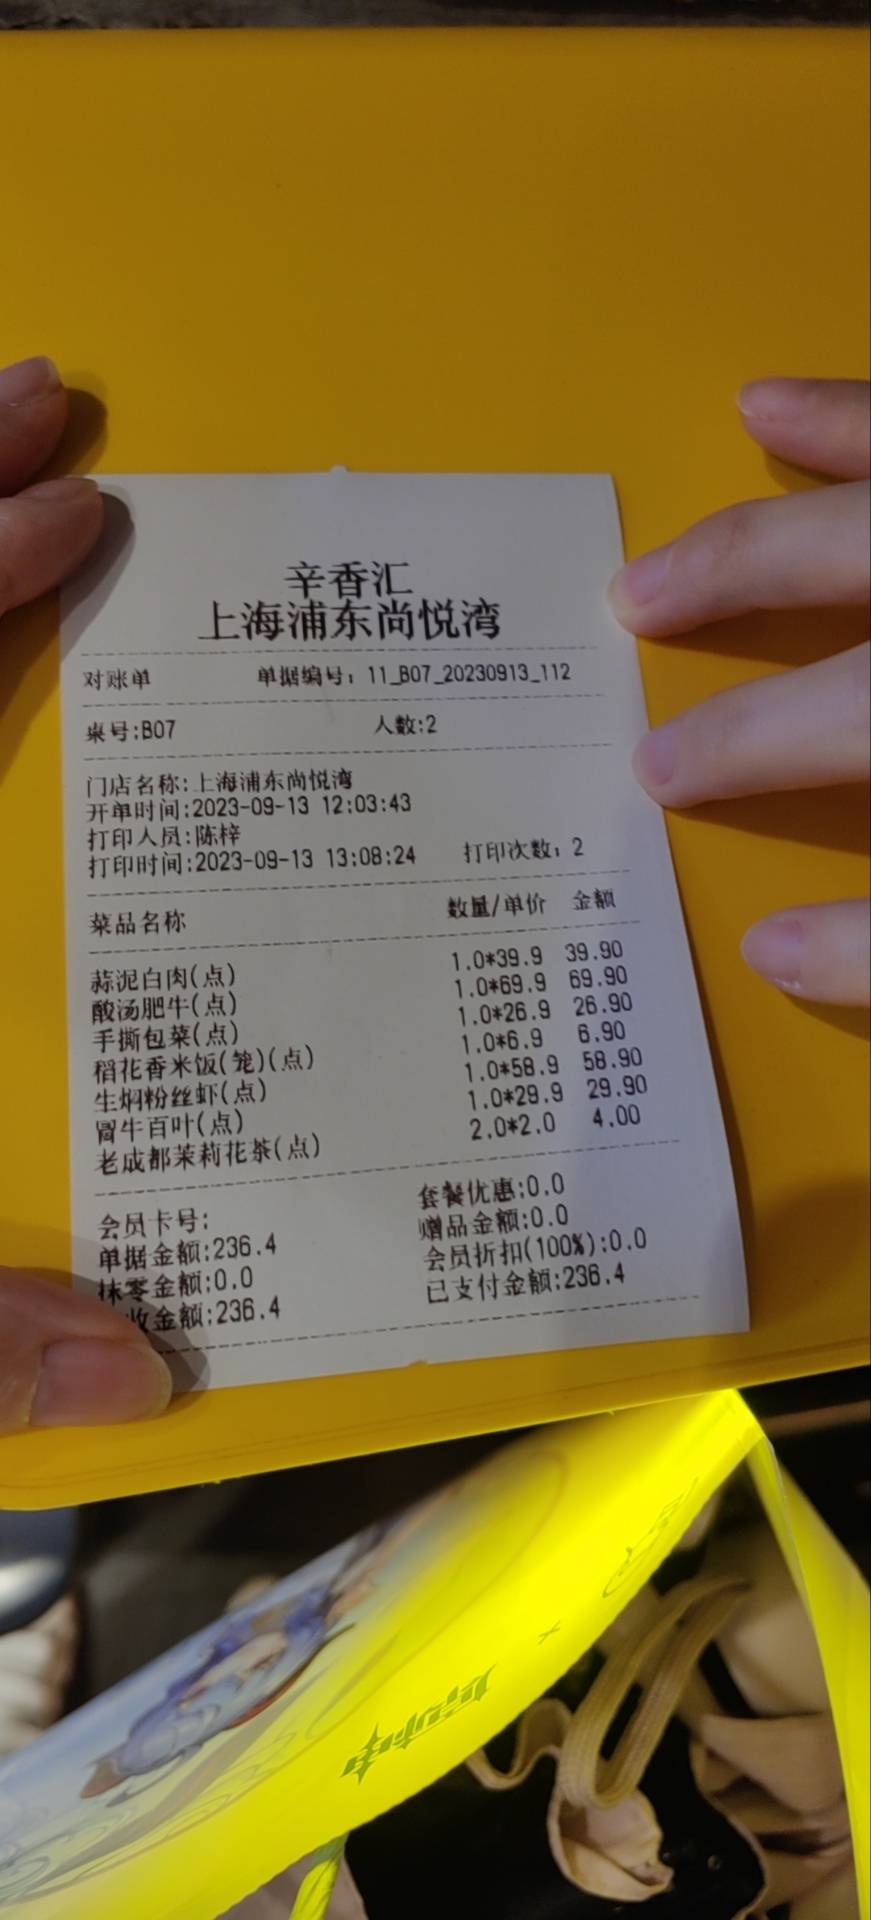 辛香汇
上海浦东尚悦湾
对账单 单据编号: 11_B07_20230913_112
桌号:B07 人数:2
门店名称:上海浦东尚悦湾
开单时间:2023-09-13 12:03:43
打印人员:陈梓
打印时间:2023-09-13 13:08:24 打印次数: 2
菜品名称 数量/单价 金额
蒜泥白肉(点) 1.0*39.9 39.90
酸汤肥牛(点) 1.0*69.9 69.90
手撕包菜(点) 1.0*26.9 26.90
稻花香米饭(笼)(点) 1.0*6.9 6.90
生焖粉丝虾(点) 1.0*58.9 58.90
冒牛百叶(点) 1.0*29.9 29.90
老成都茉莉花茶(点) 2.0*2.0 4.00
会员卡号: 套餐优惠:0.0
单据金额:236.4 赠品金额:0.0
抹零金额:0.0 会员折扣(100%):0.0
收金额:236.4 已支付金额:236.4